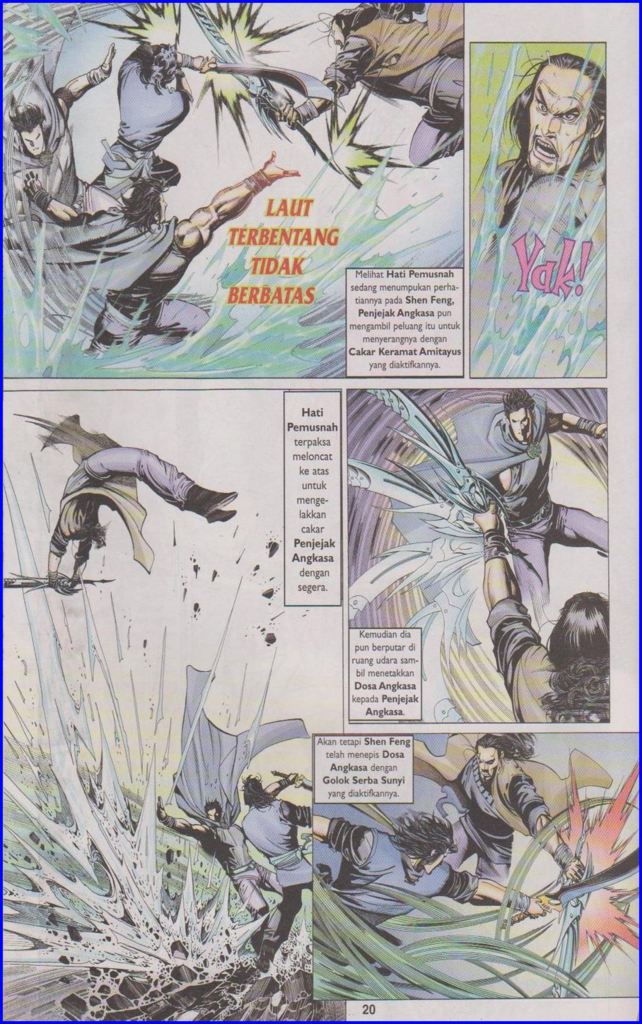 LAUT
TERBENTANG
TIDAK
BERBATAS
Melihat Hati Pemusnah
sedang menumpukan perha-
tiannya pada Shen Feng,
Penjejak Angkasa pun
mengambil peluang itu untuk
menyerangnya dengan
Cakar Keramat Amitayus
yang diaktifkannya.
Yak!
Hati
Pemusnah
terpaksa
meloncat
ke atas
untuk
menge-
lakkan
cakar
Penjejak
Angkasa
dengan
segera.
Kemudian dia
pun berputar di
ruang udara sam-
bil menetakkan
Dosa Angkasa
kepada Penjejak
Angkasa.
Akan tetapi Shen Feng
telah menepis Dosa
Angkasa dengan
Golok Serba Sunyi
yang diaktifkannya.
20